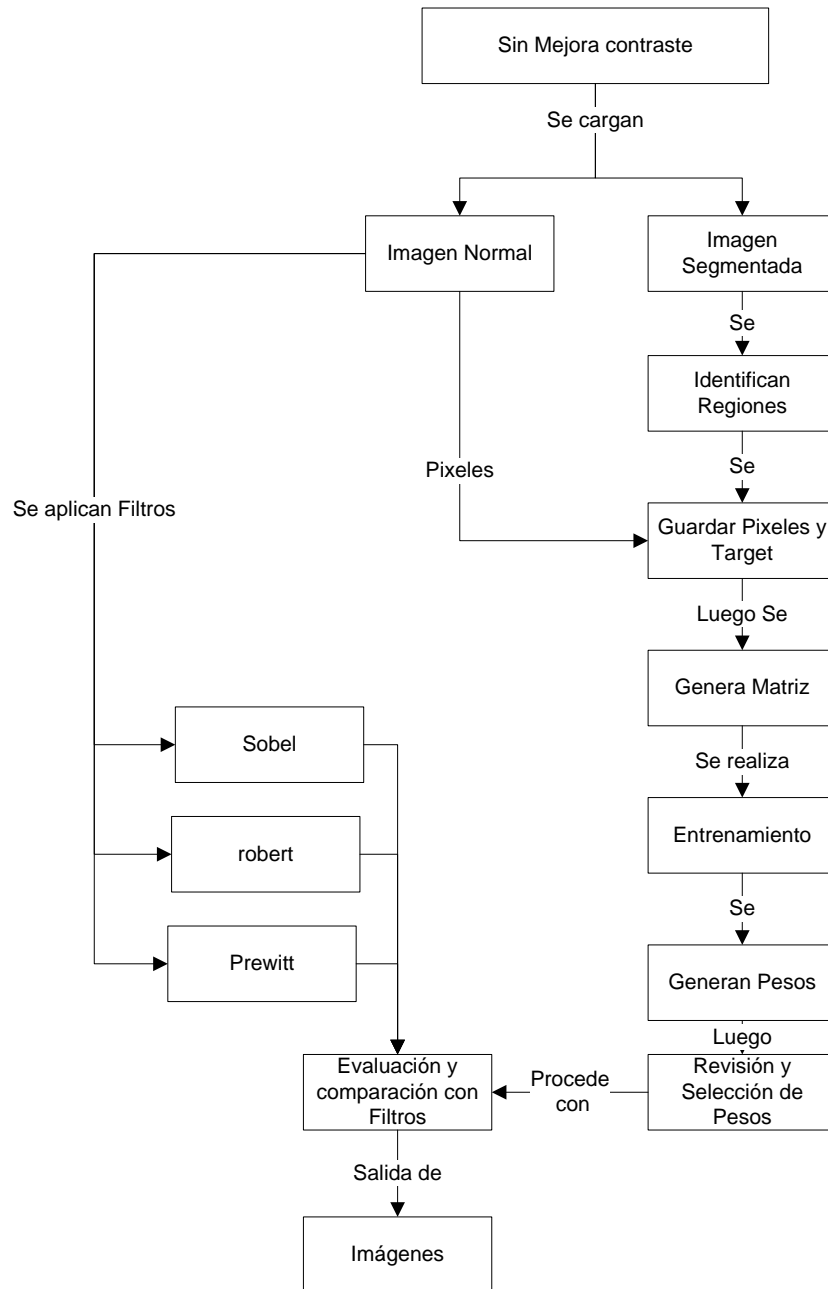 Sin Mejora contraste
Se cargan
Imagen Normal
Imagen
Segmentada
Se
Identifican
Regiones
Pixeles
Se
Se aplican Filtros
Guardar Pixeles y
Target
Luego Se
Genera Matriz
Sobel
Se realiza
robert
Entrenamiento
Se
Prewitt
Generan Pesos
Luego
Evaluación y
comparación con
Filtros
Procede
con
Revisión y
Selección de
Pesos
Salida de
Imágenes